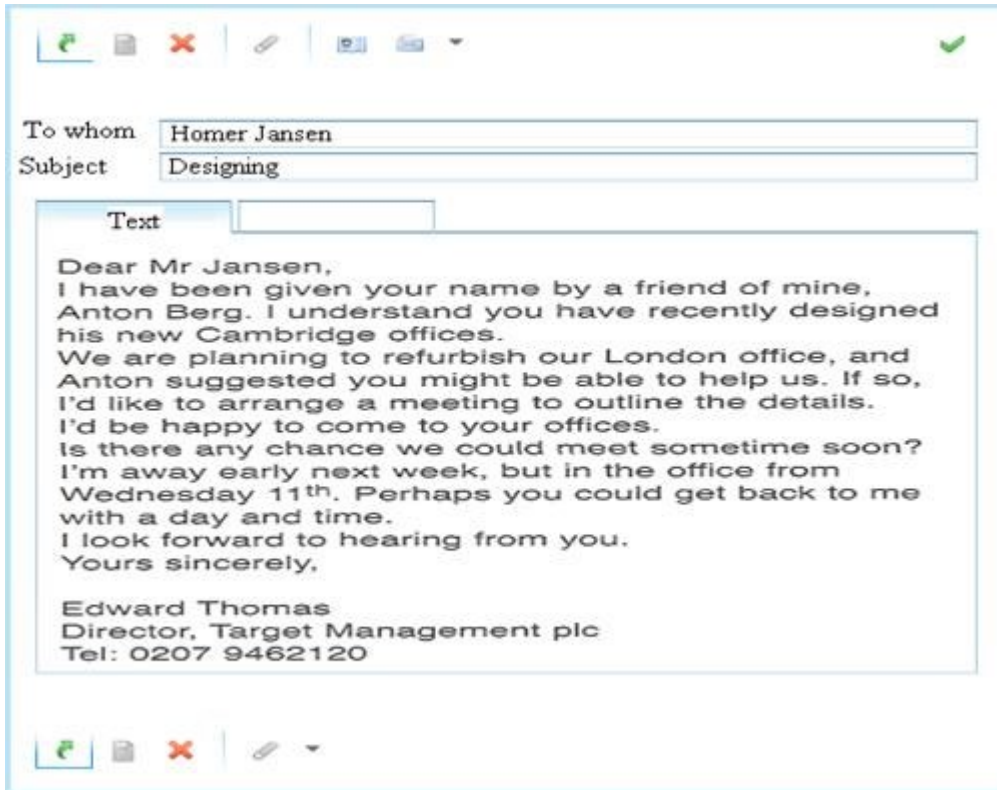 To whom Homer Jansen
Subject Designing
Text
Dear Mr Jansen,
I have been given your name by a friend of mine,
Anton Berg. I understand you have recently designed
his new Cambridge offices.
We are planning to refurbish our London office, and
Anton suggested you might be able to help us. If so,
I'd like to arrange a meeting to outline the details.
I'd be happy to come to your offices.
Is there any chance we could meet sometime soon?
I'm away early next week, but in the office from
Wednesday 11th. Perhaps you could get back to me
with a day and time.
I look forward to hearing from you.
Yours sincerely,
Edward Thomas
Director, Target Management plc
Tel: 0207 9462120